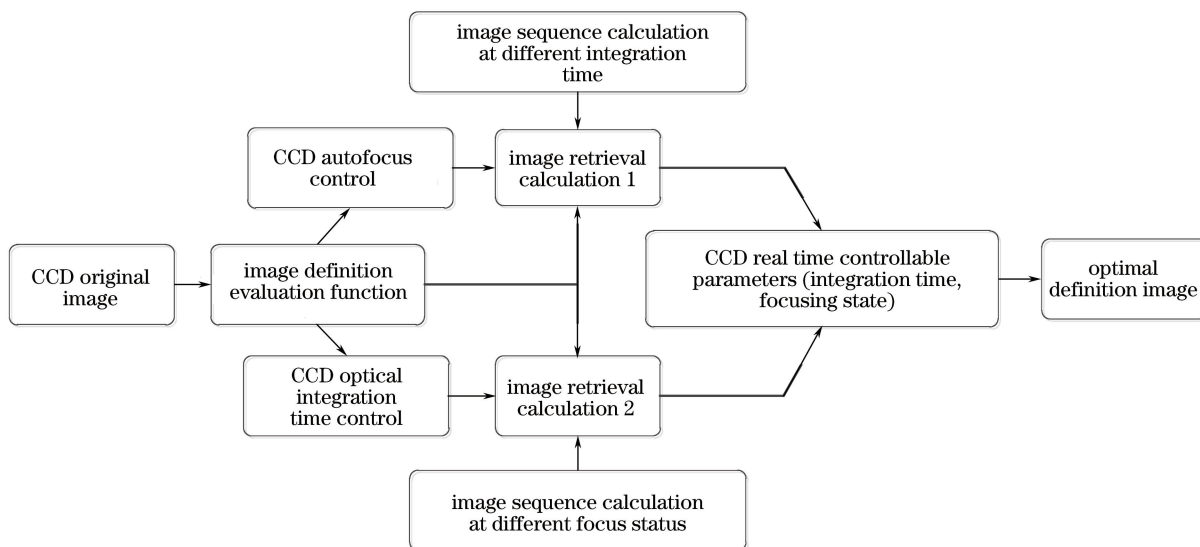 image sequence calculation
at different integration
time
CCD autofocus
control
image retrieval
calculation 1
CCD original
image
image definition
evaluation function
CCD real time controllable
parameters (integration time,
focusing state)
optimal
definition image
CCD optical
integration
time control
image retrieval
calculation 2
image sequence calculation
at different focus status